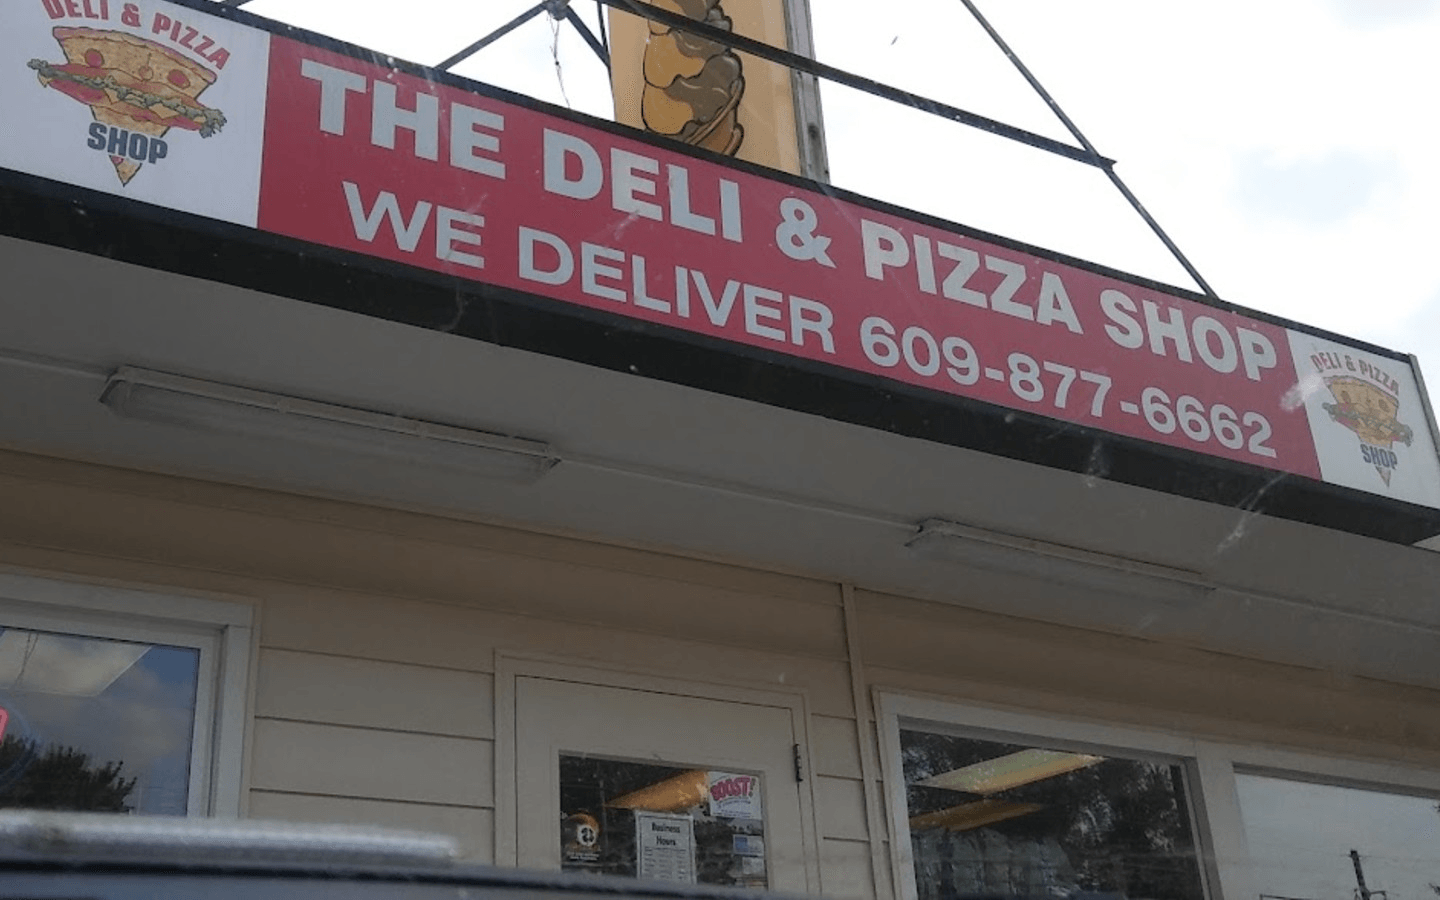 DELI & PIZZA
SHOP
THE DELI & PIZZA SHOP
WE DELIVER 609-877-6662
DELI & PIZZA
SHOP
BOOST!
Business
Hours